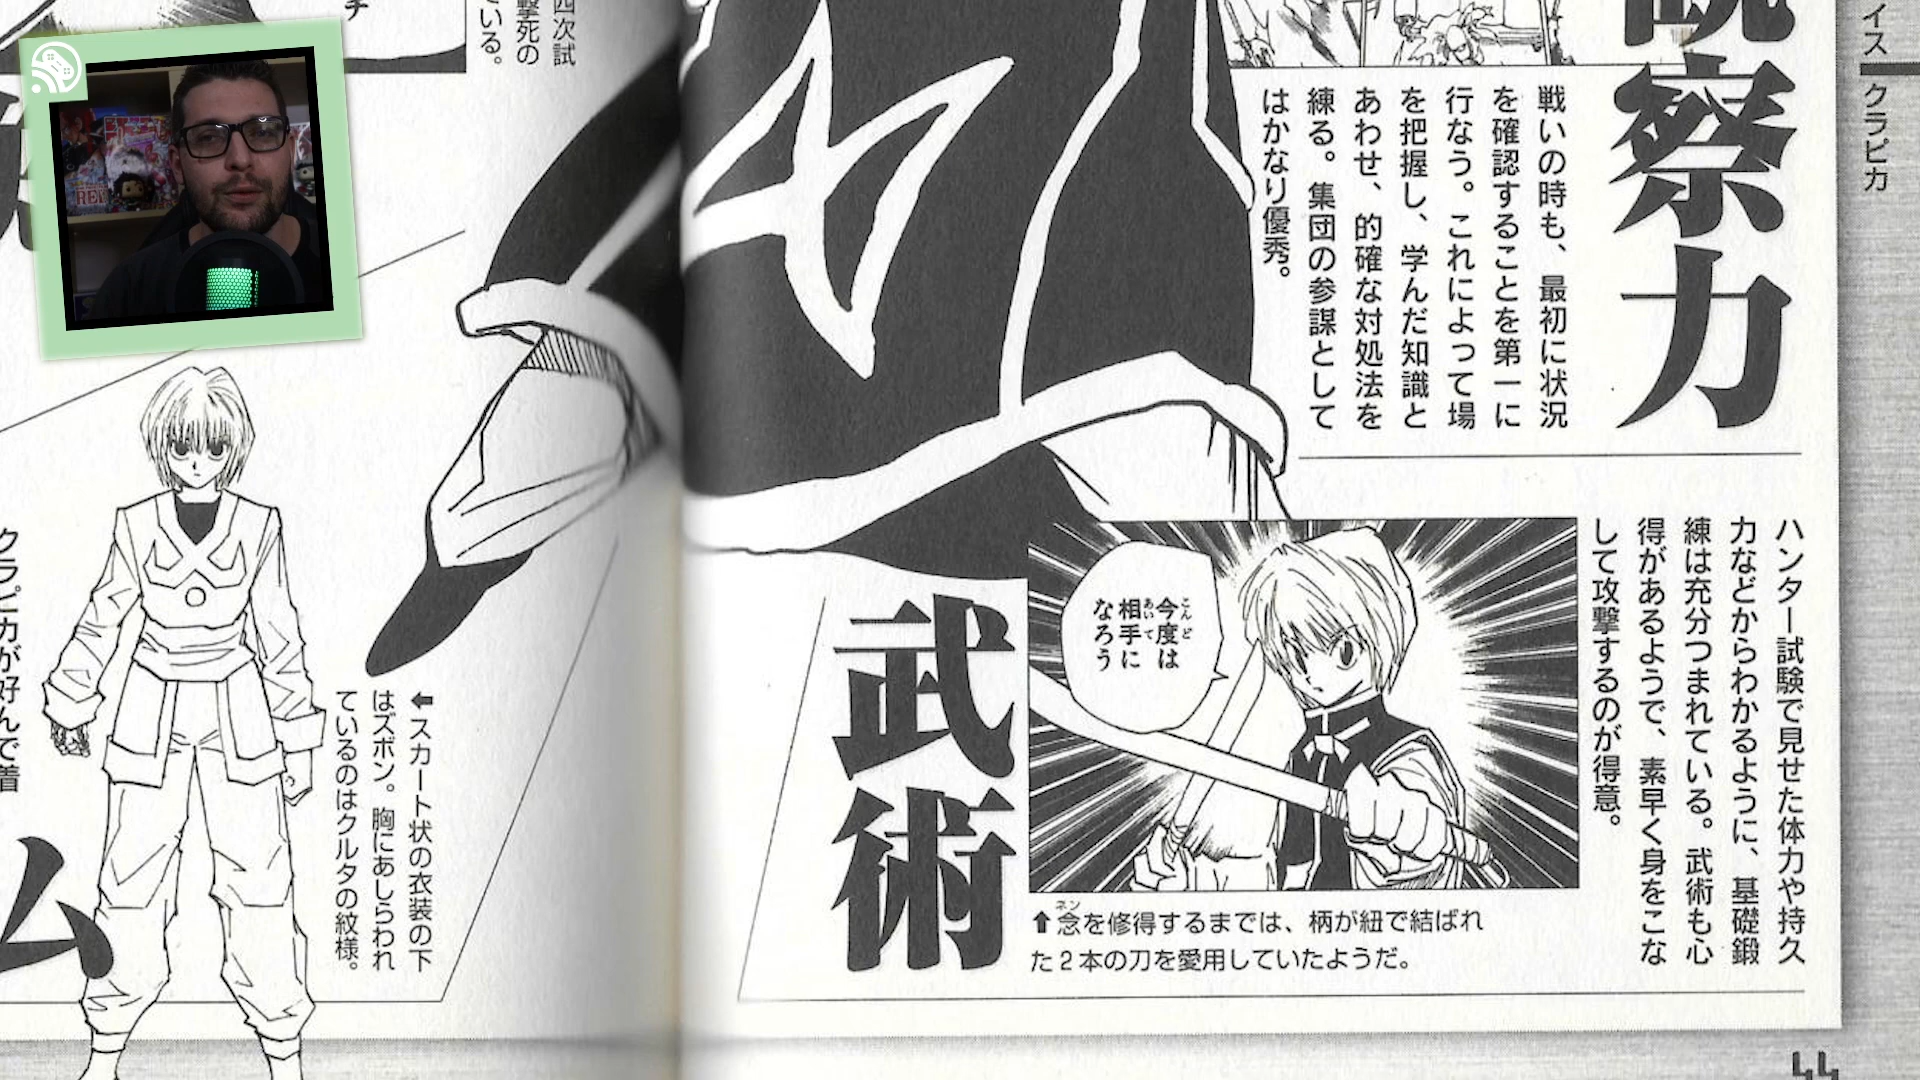 イス
クラピカ
観察力
戦いの時も、最初に状況
を確認することを第一に
行なう。これによって場
を把握し、学んだ知識と
あわせ、的確な対処法を
練る。集団の参謀として
はかなり優秀。
ハンター試験で見せた体力や持久
力などからわかるように、基礎鍛
練は充分つまれている。武術も心
得があるようで、素早く身をこな
して攻撃するのが得意。
今度は
相手に
なろう
こんど
あいて
武術
⬆念を修得するまでは、柄が紐で結ばれ
ネン
た2本の刀を愛用していたようだ。
44
四次試
撃死の
ている。
チ
⬅スカート状の衣装の下
はズボン。胸にあしらわれ
ているのはクルタの紋様。
クラピカが好んで着
ム